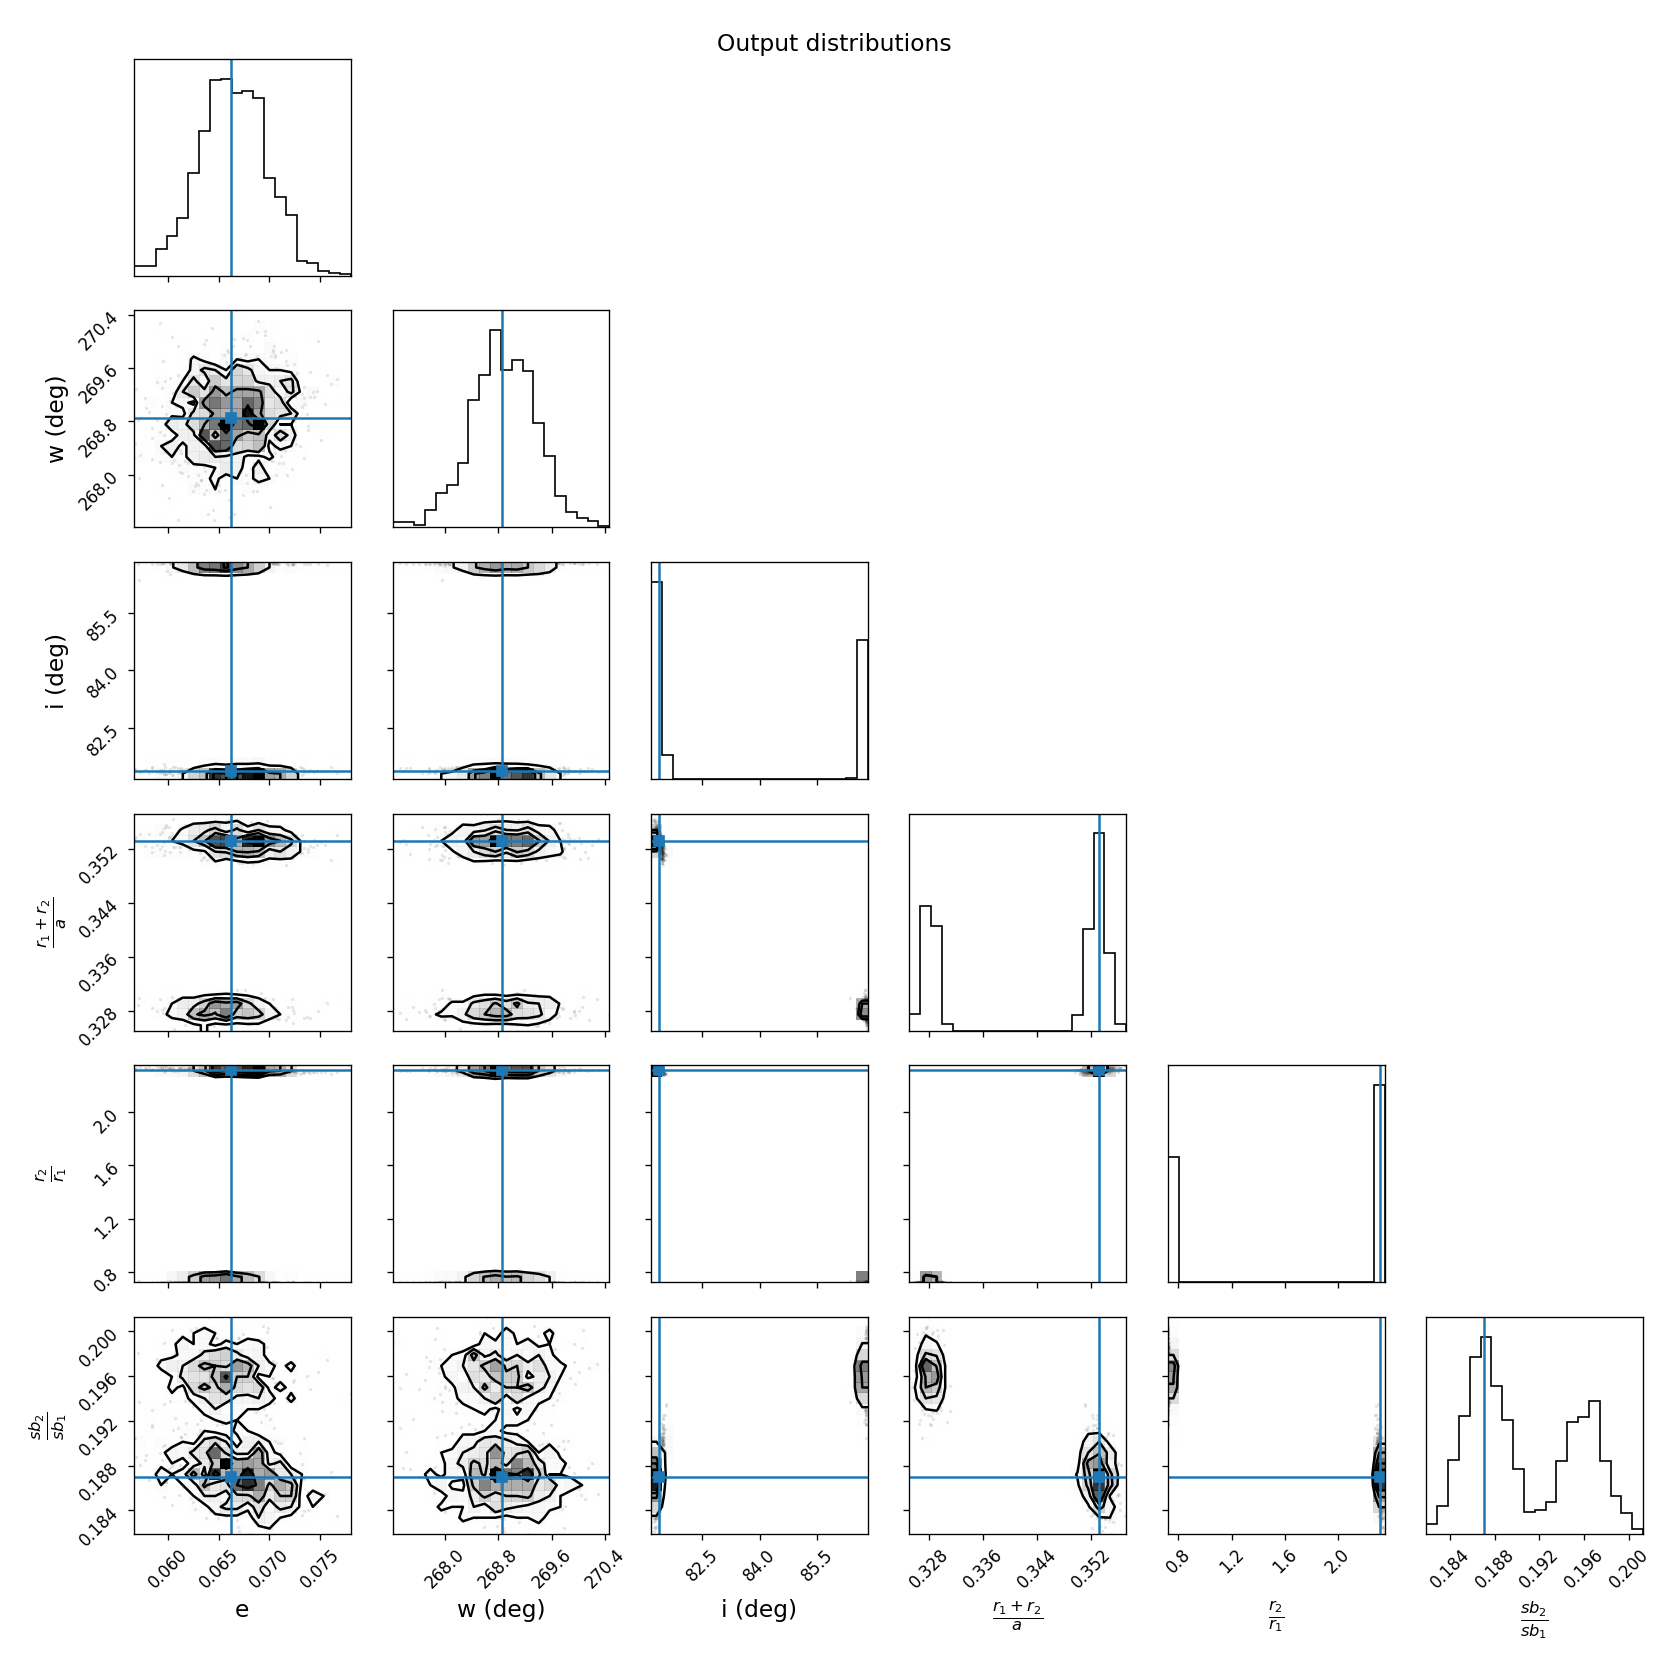 Output distributions
270.4
269.6
268.8
268.0
w (deg)
85.5
84.0
82.5
i (deg)
0.352
0.344
0.336
0.328
r₁ + r₂
a
2.0
1.6
1.2
0.8
r₂
r₁
0.200
0.196
0.192
0.188
0.184
sb₂
sb₁
0.060 0.065 0.070 0.075 268.0 268.8 269.6 270.4 82.5 84.0 85.5 0.328 0.336 0.344 0.352 0.8 1.2 1.6 2.0 0.184 0.188 0.192 0.196 0.200
e w (deg) i (deg) r₁ + r₂ / a r₂ / r₁ sb₂ / sb₁